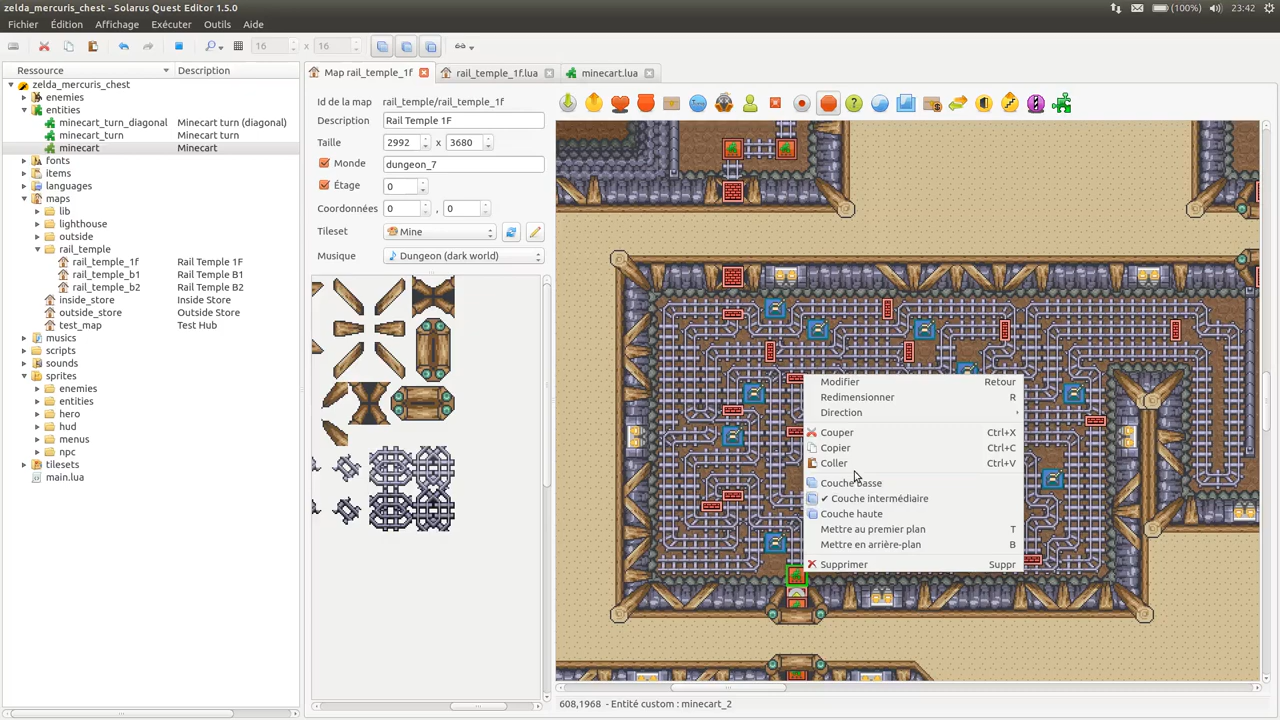 zelda_mercuris_chest - Solarus Quest Editor 1.5.0
(100%) 23:42
Fichier Édition Affichage Exécuter Outils Aide
16 x 16
Ressource Description
zelda_mercuris_chest
enemies
entities
minecart_turn_diagonal Minecart turn (diagonal)
minecart_turn Minecart turn
minecart Minecart
fonts
items
languages
maps
lib
lighthouse
outside
rail_temple
rail_temple_1f Rail Temple 1F
rail_temple_b1 Rail Temple B1
rail_temple_b2 Rail Temple B2
inside_store Inside Store
outside_store Outside Store
test_map Test Hub
musics
scripts
sounds
sprites
enemies
entities
hero
hud
menus
npc
tilesets
main.lua
Map rail_temple_1f rail_temple_1f.lua minecart.lua
Id de la map rail_temple/rail_temple_1f
Description Rail Temple 1F
Taille 2992 x 3680
Monde dungeon_7
Étage 0
Coordonnées 0 , 0
Tileset Mine
Musique Dungeon (dark world)
Modifier Retour
Redimensionner R
Direction
Couper Ctrl+X
Copier Ctrl+C
Coller Ctrl+V
Couche basse
✓ Couche intermédiaire
Couche haute
Mettre au premier plan T
Mettre en arrière-plan B
Supprimer Suppr
608,1968 - Entité custom : minecart_2